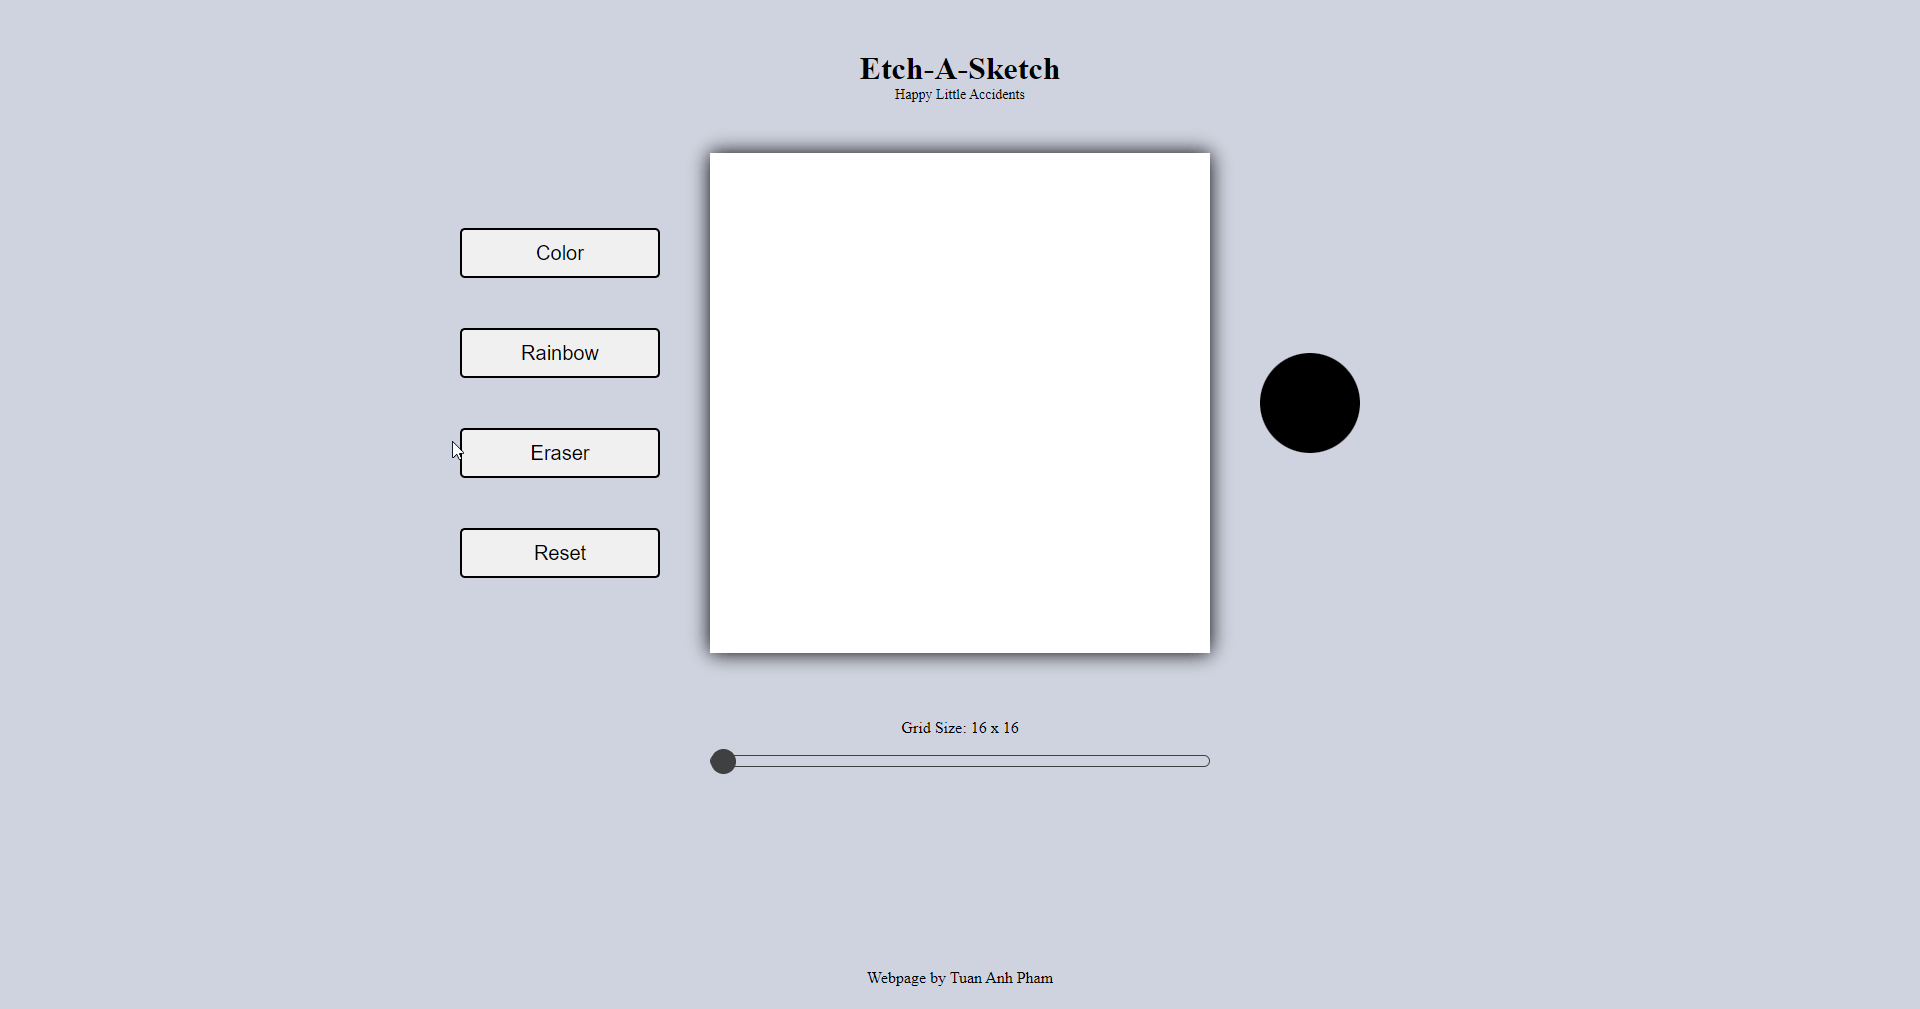 Etch-A-Sketch
Happy Little Accidents
Color
Rainbow
Eraser
Reset
Grid Size: 16 x 16
Webpage by Tuan Anh Pham